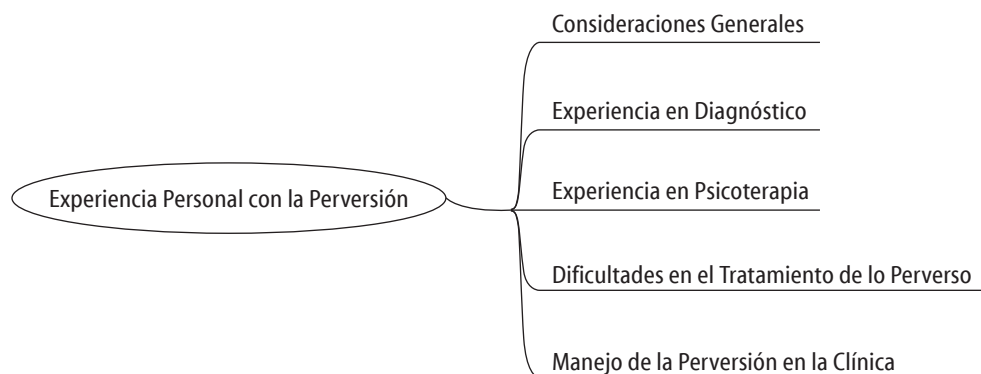 Consideraciones Generales
Experiencia en Diagnóstico
Experiencia Personal con la Perversión
Experiencia en Psicoterapia
Dificultades en el Tratamiento de lo Perverso
Manejo de la Perversión en la Clínica